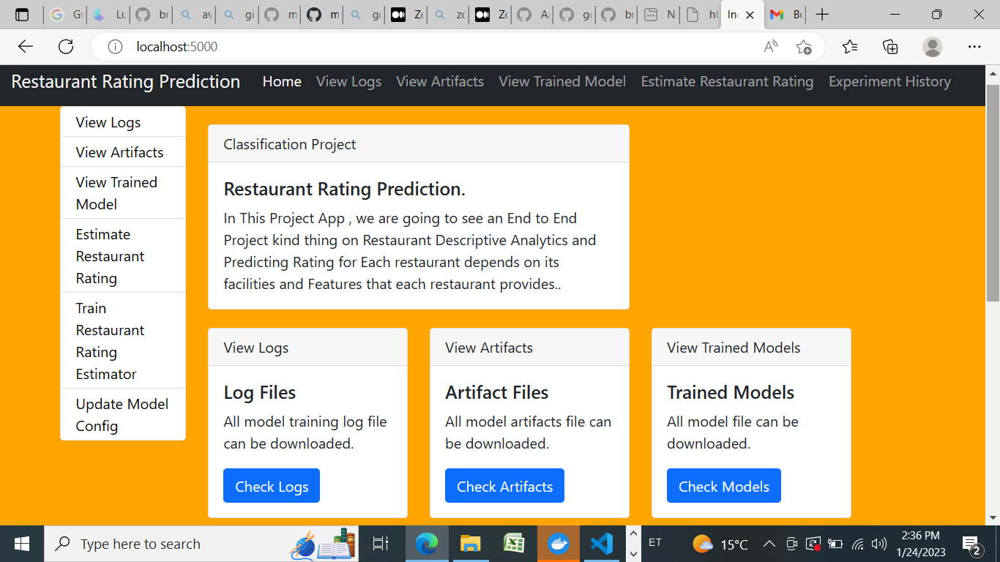 Gr
Lu
br
av
gi
m
m
go
Zo
zo
Zo
Aa
go
br
N
ht
Inc
Bo
localhost:5000
Restaurant Rating Prediction
Home
View Logs
View Artifacts
View Trained Model
Estimate Restaurant Rating
Experiment History
View Logs
View Artifacts
View Trained
Model
Estimate
Restaurant
Rating
Train
Restaurant
Rating
Estimator
Update Model
Config
Classification Project
Restaurant Rating Prediction.
In This Project App , we are going to see an End to End
Project kind thing on Restaurant Descriptive Analytics and
Predicting Rating for Each restaurant depends on its
facilities and Features that each restaurant provides..
View Logs
Log Files
All model training log file
can be downloaded.
Check Logs
View Artifacts
Artifact Files
All model artifacts file can
be downloaded.
Check Artifacts
View Trained Models
Trained Models
All model file can be
downloaded.
Check Models
Type here to search
ET
15°C
2:36 PM
1/24/2023
2